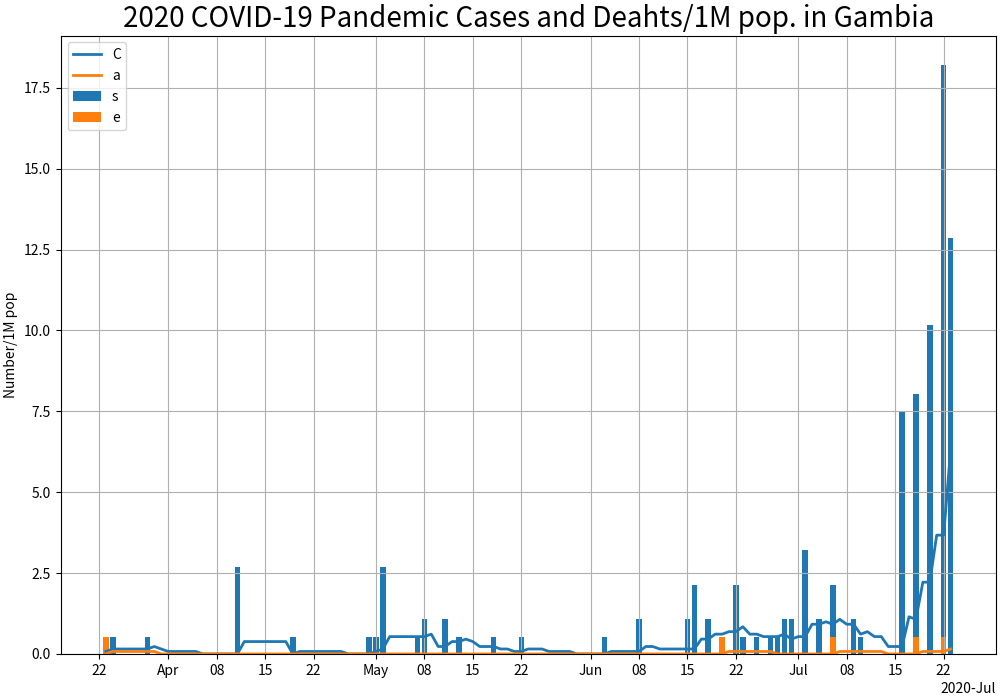 2020 COVID-19 Pandemic Cases and Deahts/1M pop. in Gambia
C
a
s
e
Number/1M pop
17.5
15.0
12.5
10.0
7.5
5.0
2.5
0.0
22 Apr 08 15 22 May 08 15 22 Jun 08 15 22 Jul 08 15 22
2020-Jul